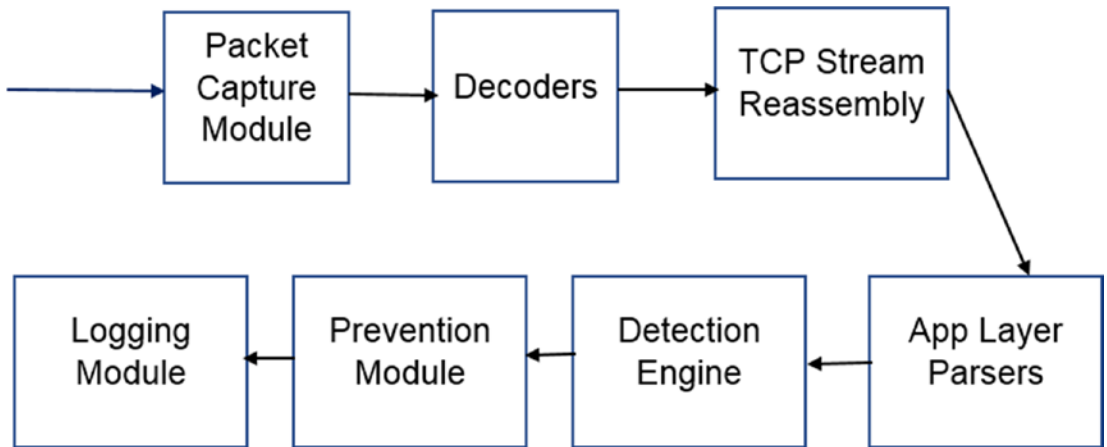 Packet
Capture
Module
Decoders
TCP Stream
Reassembly
App Layer
Parsers
Detection
Engine
Prevention
Module
Logging
Module